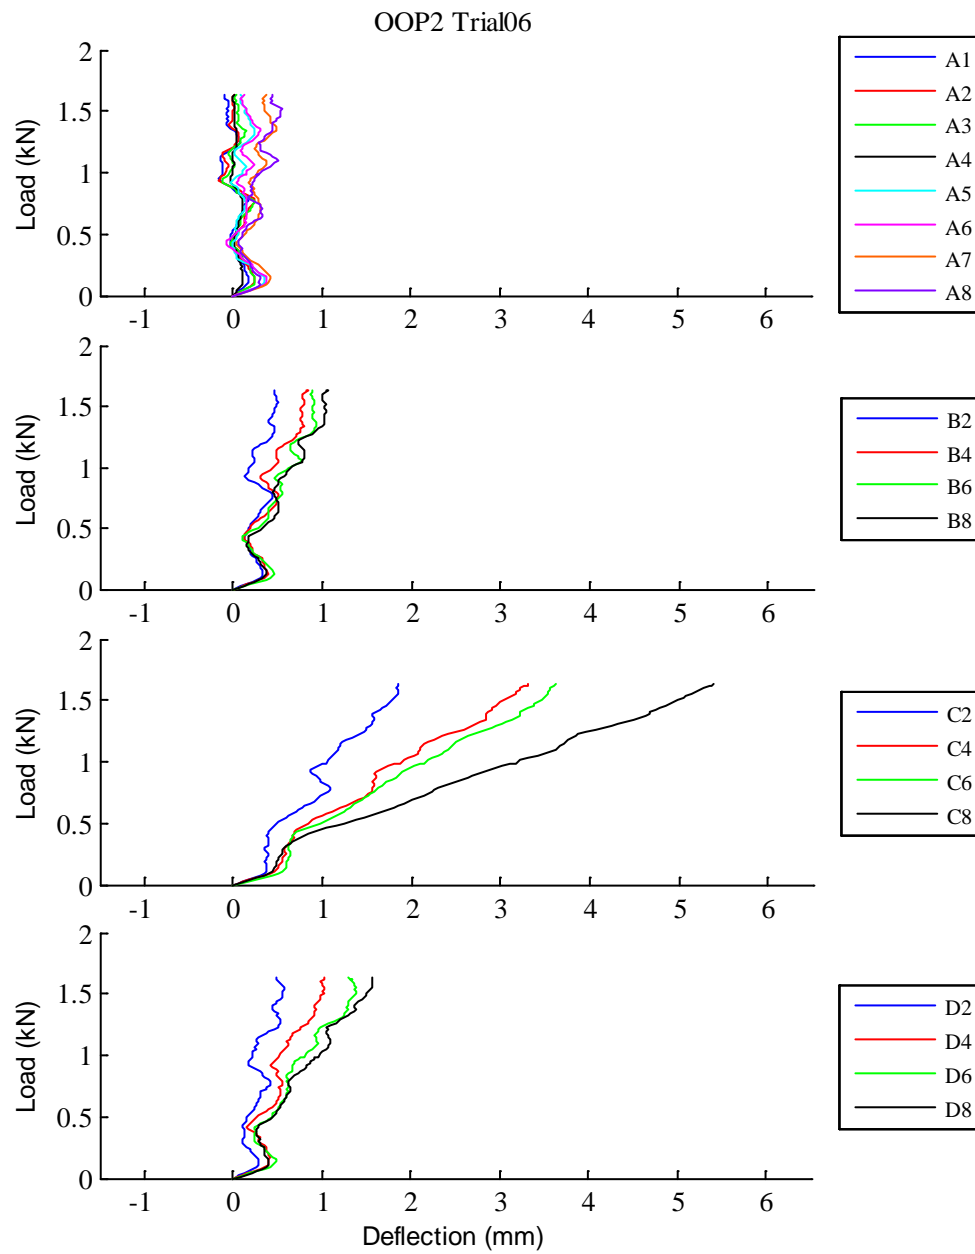 OOP2 Trial06
2
1.5
1
0.5
0
Load (kN)
-1 0 1 2 3 4 5 6
A1
A2
A3
A4
A5
A6
A7
A8
2
1.5
1
0.5
0
Load (kN)
-1 0 1 2 3 4 5 6
B2
B4
B6
B8
2
1.5
1
0.5
0
Load (kN)
-1 0 1 2 3 4 5 6
C2
C4
C6
C8
2
1.5
1
0.5
0
Load (kN)
-1 0 1 2 3 4 5 6
Deflection (mm)
D2
D4
D6
D8